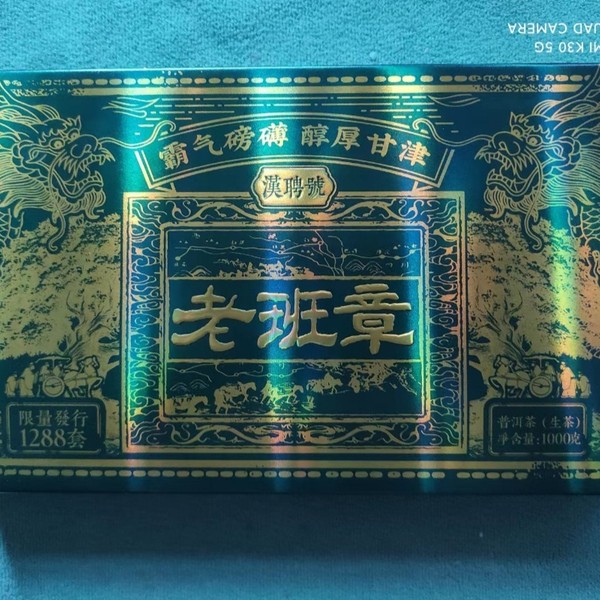 霸气磅礴 醇厚甘津
漢聘號
老班章
限量發行
1288套
普洱茶（生茶）
淨含量:1000克
MI K30 5G
UAD CAMERA